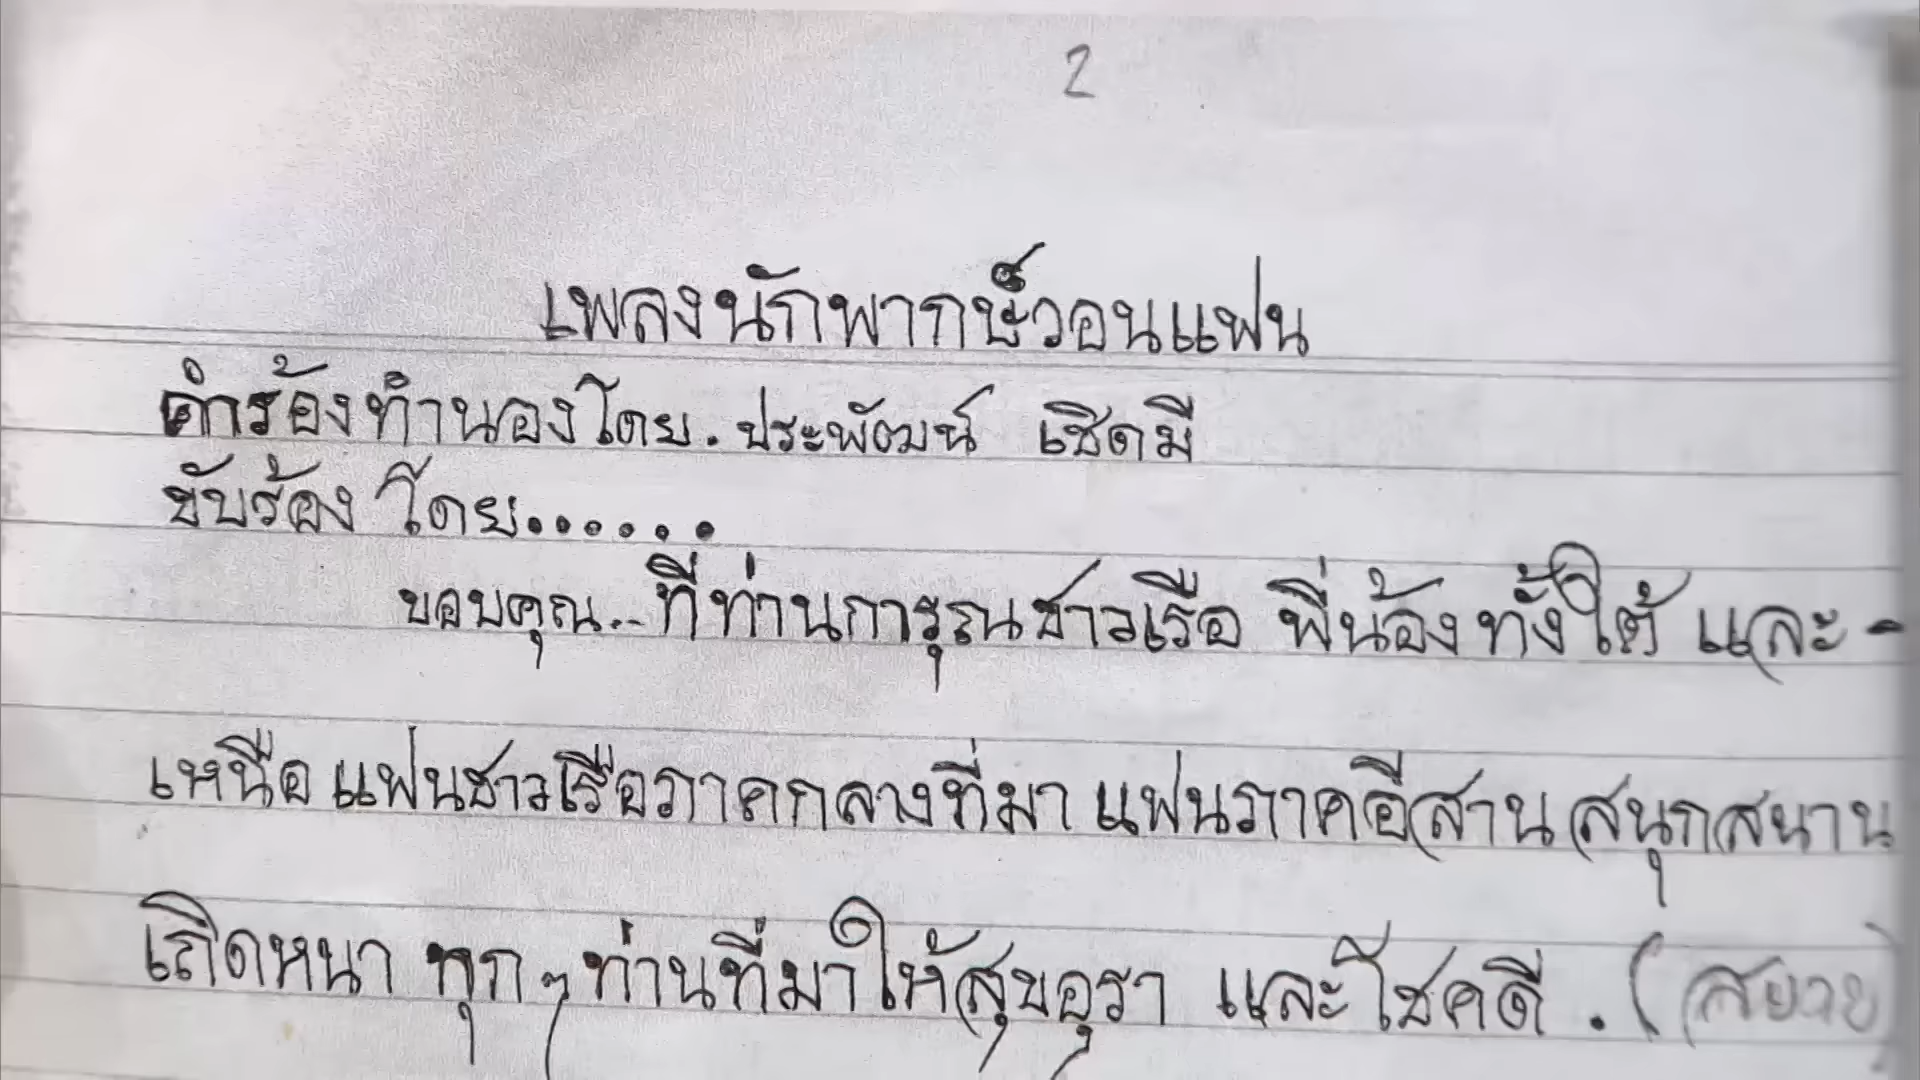 2
เพลงนักพากษ์วอนแฟน
คำร้องทำนองโดย. ประพัฒน์ เชิดมี
ขับร้อง โดย......
ขอบคุณ.. ที่ท่านการุณชาวเรือ พี่น้องทั้งใต้ และ -
เหนือ แฟนชาวเรือภาคกลางที่มา แฟนภาคอีสาน สนุกสนาน
เถิดหนา ทุกๆ ท่านที่มาให้สุขอุรา และโชคดี . (